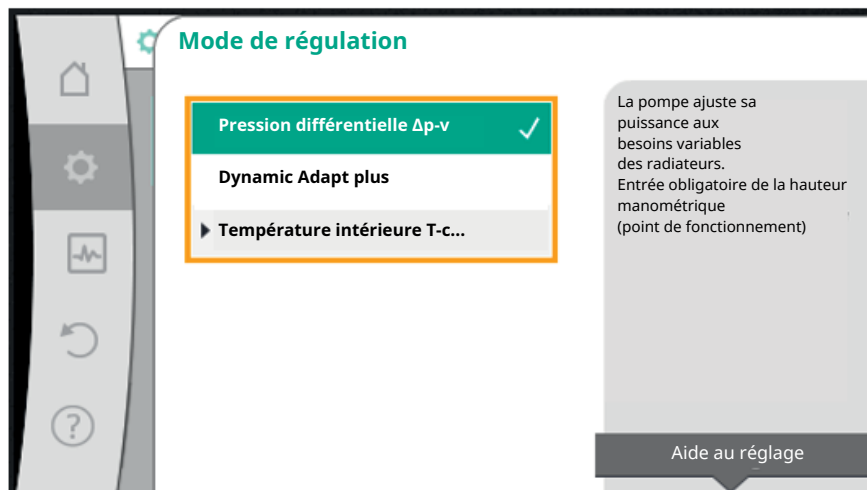 Mode de régulation
Pression différentielle Δp-v
Dynamic Adapt plus
Température intérieure T-c...
La pompe ajuste sa
puissance aux
besoins variables
des radiateurs.
Entrée obligatoire de la hauteur
manométrique
(point de fonctionnement)
?
Aide au réglage